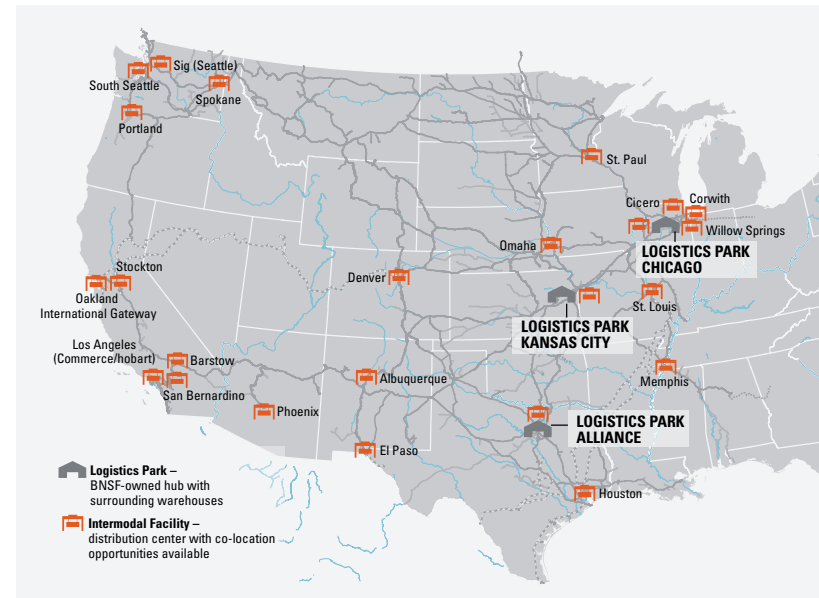 Sig (Seattle)
South Seattle
Spokane
Portland
St. Paul
Cicero
Corwith
Willow Springs
LOGISTICS PARK
CHICAGO
Omaha
Stockton
Denver
Oakland
International Gateway
St. Louis
LOGISTICS PARK
KANSAS CITY
Los Angeles
(Commerce/hobart)
Barstow
San Bernardino
Albuquerque
Memphis
Phoenix
LOGISTICS PARK
ALLIANCE
El Paso
Houston
Logistics Park –
BNSF-owned hub with
surrounding warehouses
Intermodal Facility –
distribution center with co-location
opportunities available